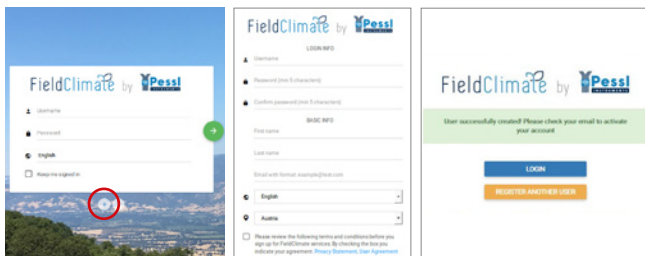 FieldClimate by Pessl
INSTRUMENTS
Username
Password
English
Keep me signed in
FieldClimate by Pessl
LOGIN INFO
Username
Password (min 5 characters)
Confirm password (min 5 characters)
BASIC INFO
First name
Last name
Email with format: example@test.com
English
Austria
Please review the following terms and conditions before you
sign up for FieldClimate services. By checking the box you
indicate your agreement. Privacy Statement, User Agreement
FieldClimate by Pessl
INSTRUMENTS
User successfully created! Please check your email to activate
your account
LOGIN
REGISTER ANOTHER USER